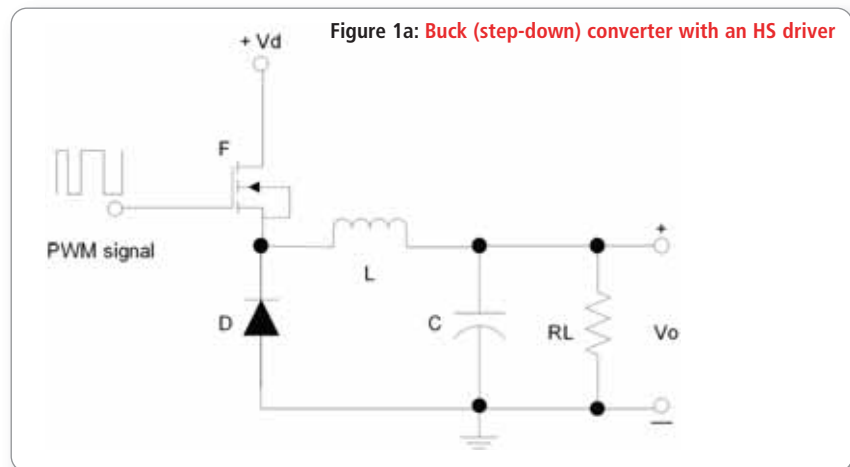 Figure 1a: Buck (step-down) converter with an HS driver
+ Vd
F
PWM signal
L
D
C
RL
+
Vo
—